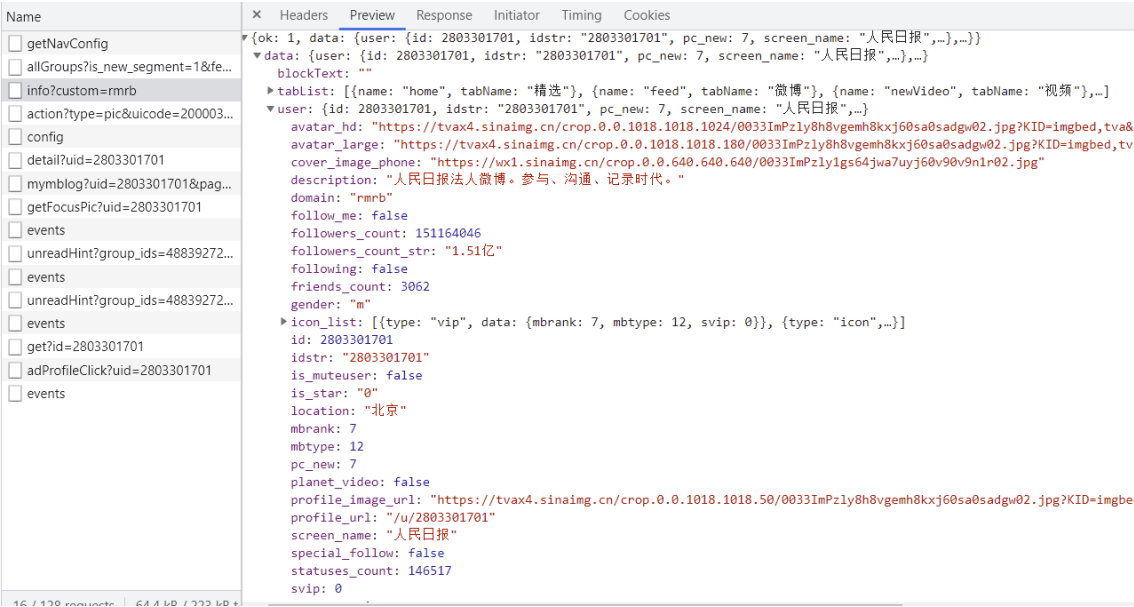 Name
getNavConfig
allGroups?is_new_segment=1&fe...
info?custom=rmrb
action?type=pic&uicode=200003...
config
detail?uid=2803301701
mymblog?uid=2803301701&pag...
getFocusPic?uid=2803301701
events
unreadHint?group_ids=48839272...
events
unreadHint?group_ids=48839272...
events
get?id=2803301701
adProfileClick?uid=2803301701
events
16 / 128 requests 64.4 kB / 223 kB t
× Headers Preview Response Initiator Timing Cookies
▼{ok: 1, data: {user: {id: 2803301701, idstr: "2803301701", pc_new: 7, screen_name: "人民日报",…},…}}
▼data: {user: {id: 2803301701, idstr: "2803301701", pc_new: 7, screen_name: "人民日报",…},…}
blockText: ""
▶tabList: [{name: "home", tabName: "精选"}, {name: "feed", tabName: "微博"}, {name: "newVideo", tabName: "视频"},…]
▼user: {id: 2803301701, idstr: "2803301701", pc_new: 7, screen_name: "人民日报",…}
avatar_hd: "https://tvax4.sinaimg.cn/crop.0.0.1018.1018.1024/0033ImPzly8h8vgemh8kxj60sa0sadgw02.jpg?KID=imgbed,tva&
avatar_large: "https://tvax4.sinaimg.cn/crop.0.0.1018.1018.180/0033ImPzly8h8vgemh8kxj60sa0sadgw02.jpg?KID=imgbed,tv
cover_image_phone: "https://wx1.sinaimg.cn/crop.0.0.640.640.640/0033ImPzly1gs64jwa7uyj60v90v9n1r02.jpg"
description: "人民日报法人微博。参与、沟通、记录时代。"
domain: "rmrb"
follow_me: false
followers_count: 151164046
followers_count_str: "1.51亿"
following: false
friends_count: 3062
gender: "m"
▶icon_list: [{type: "vip", data: {mbrank: 7, mbtype: 12, svip: 0}}, {type: "icon",…}]
id: 2803301701
idstr: "2803301701"
is_muteuser: false
is_star: "0"
location: "北京"
mbrank: 7
mbtype: 12
pc_new: 7
planet_video: false
profile_image_url: "https://tvax4.sinaimg.cn/crop.0.0.1018.1018.50/0033ImPzly8h8vgemh8kxj60sa0sadgw02.jpg?KID=imgbe
profile_url: "/u/2803301701"
screen_name: "人民日报"
special_follow: false
statuses_count: 146517
svip: 0